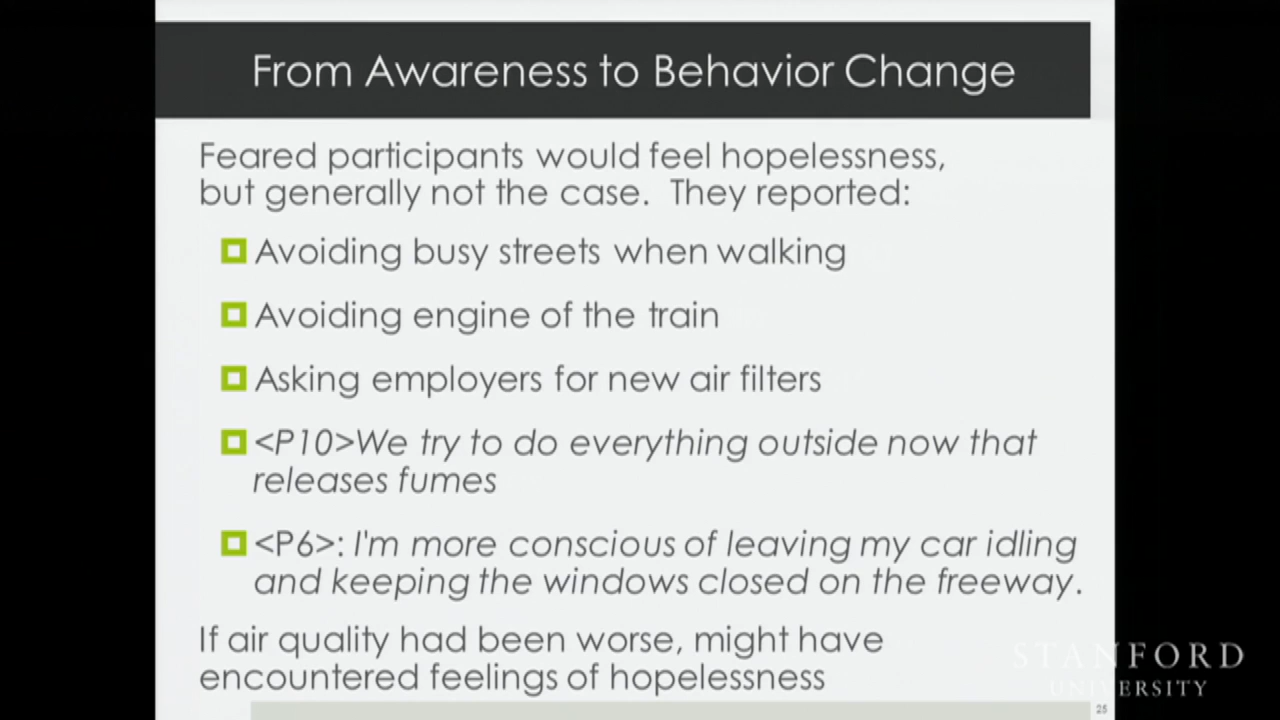 From Awareness to Behavior Change
Feared participants would feel hopelessness,
but generally not the case. They reported:
Avoiding busy streets when walking
Avoiding engine of the train
Asking employers for new air filters
<P10>We try to do everything outside now that
releases fumes
<P6>: I'm more conscious of leaving my car idling
and keeping the windows closed on the freeway.
If air quality had been worse, might have
encountered feelings of hopelessness
STANFORD
UNIVERSITY
25